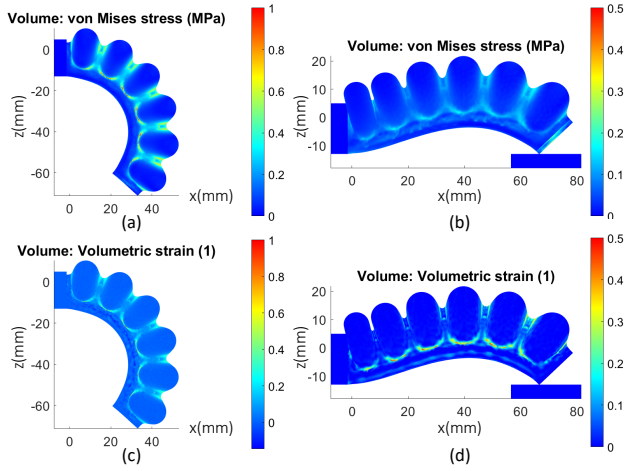 Volume: von Mises stress (MPa)
z(mm)
0
-20
-40
-60
0 20 40
x(mm)
1
0.8
0.6
0.4
0.2
0
(a)
Volume: von Mises stress (MPa)
z(mm)
20
10
0
-10
0 20 40 60 80
x(mm)
0.5
0.4
0.3
0.2
0.1
0
(b)
Volume: Volumetric strain (1)
z(mm)
0
-20
-40
-60
0 20 40
x(mm)
1
0.8
0.6
0.4
0.2
0
(c)
Volume: Volumetric strain (1)
z(mm)
20
10
0
-10
0 20 40 60 80
x(mm)
0.5
0.4
0.3
0.2
0.1
0
(d)